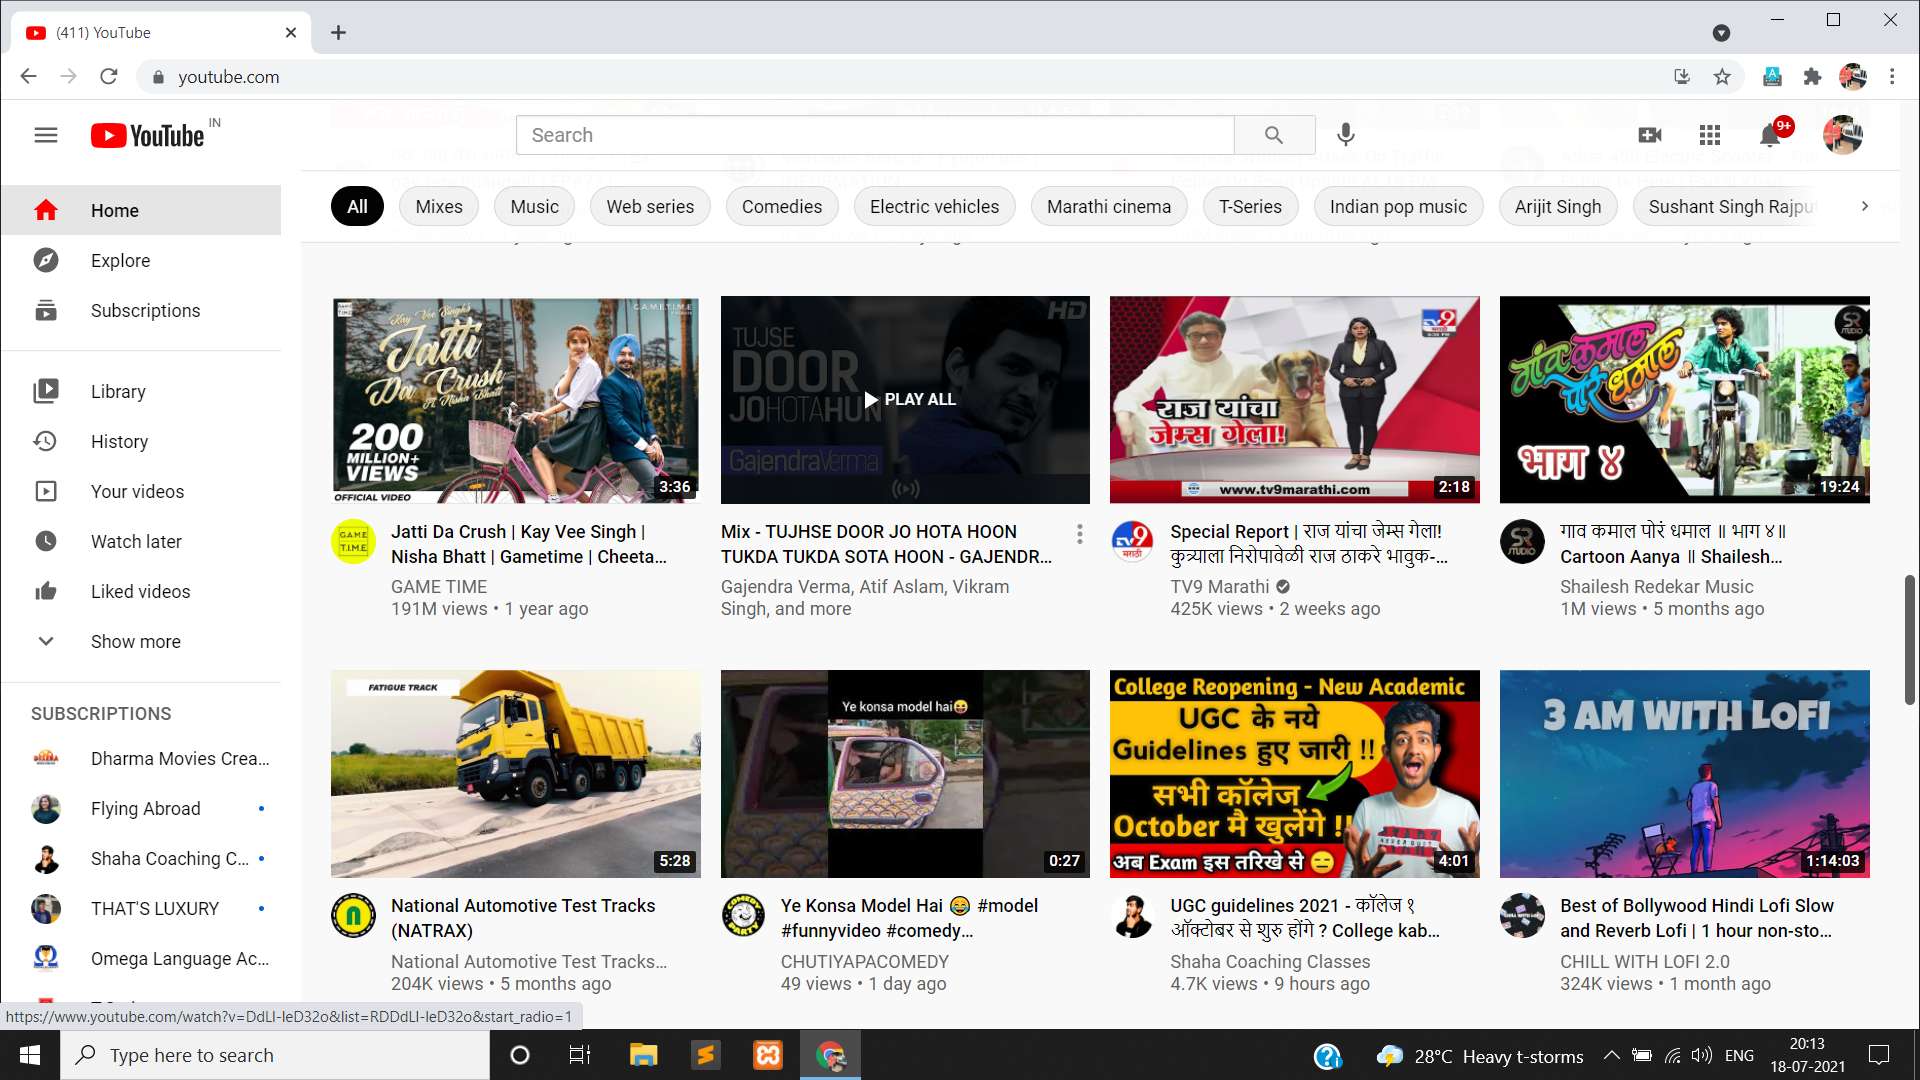 (411) YouTube
youtube.com
YouTube IN
Search
9+
Home
Explore
Subscriptions
Library
History
Your videos
Watch later
Liked videos
Show more
SUBSCRIPTIONS
Dharma Movies Crea...
Flying Abroad
Shaha Coaching C...
THAT'S LUXURY
Omega Language Ac...
All
Mixes
Music
Web series
Comedies
Electric vehicles
Marathi cinema
T-Series
Indian pop music
Arijit Singh
Sushant Singh Rajpu
Kay Vee Singh's
Jatti
Da Crush
ft Nisha Bhatt
200
MILLION+
VIEWS
OFFICIAL VIDEO
GAMETIME
3:36
Jatti Da Crush | Kay Vee Singh |
Nisha Bhatt | Gametime | Cheeta...
GAME TIME
191M views • 1 year ago
HD
TUJSE
DOOR
JOHOTAHUN
GajendraVerma
PLAY ALL
Mix - TUJHSE DOOR JO HOTA HOON
TUKDA TUKDA SOTA HOON - GAJENDR...
Gajendra Verma, Atif Aslam, Vikram
Singh, and more
TV9
मराठी
राज यांचा
जेम्स गेला!
www.tv9marathi.com
2:18
Special Report | राज यांचा जेम्स गेला!
कुत्र्याला निरोपावेळी राज ठाकरे भावुक-...
TV9 Marathi
425K views • 2 weeks ago
SR
STUDIO
गाव कमाल
पोरं धमाल
भाग ४
19:24
गाव कमाल पोरं धमाल ॥ भाग ४॥
Cartoon Aanya ॥ Shailesh...
Shailesh Redekar Music
1M views • 5 months ago
FATIGUE TRACK
5:28
National Automotive Test Tracks
(NATRAX)
National Automotive Test Tracks...
204K views • 5 months ago
Ye konsa model hai😝
0:27
COMEDY
PARTY
Ye Konsa Model Hai 😂 #model
#funnyvideo #comedy...
CHUTIYAPACOMEDY
49 views • 1 day ago
College Reopening - New Academic
UGC के नये
Guidelines हुए जारी !!
सभी कॉलेज
October मै खुलेंगे !!
अब Exam इस तरिखे से 😑
4:01
UGC guidelines 2021 - कॉलेज १
ऑक्टोबर से शुरु होंगे ? College kab...
Shaha Coaching Classes
4.7K views • 9 hours ago
3 AM WITH LOFI
1:14:03
Best of Bollywood Hindi Lofi Slow
and Reverb Lofi | 1 hour non-sto...
CHILL WITH LOFI 2.0
324K views • 1 month ago
https://www.youtube.com/watch?v=DdLI-IeD32o&list=RDDdLI-IeD32o&start_radio=1
Type here to search
28°C Heavy t-storms
ENG
20:13
18-07-2021